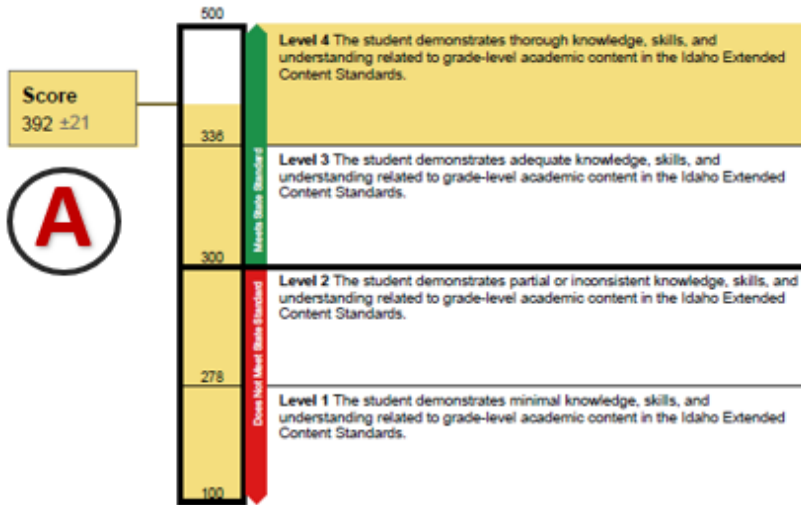 500
Level 4 The student demonstrates thorough knowledge, skills, and
understanding related to grade-level academic content in the Idaho Extended
Content Standards.
Score
392 ±21
336
Level 3 The student demonstrates adequate knowledge, skills, and
understanding related to grade-level academic content in the Idaho Extended
Content Standards.
A
Meets State Standard
300
Level 2 The student demonstrates partial or inconsistent knowledge, skills, and
understanding related to grade-level academic content in the Idaho Extended
Content Standards.
Does Not Meet State Standard
278
Level 1 The student demonstrates minimal knowledge, skills, and
understanding related to grade-level academic content in the Idaho Extended
Content Standards.
100